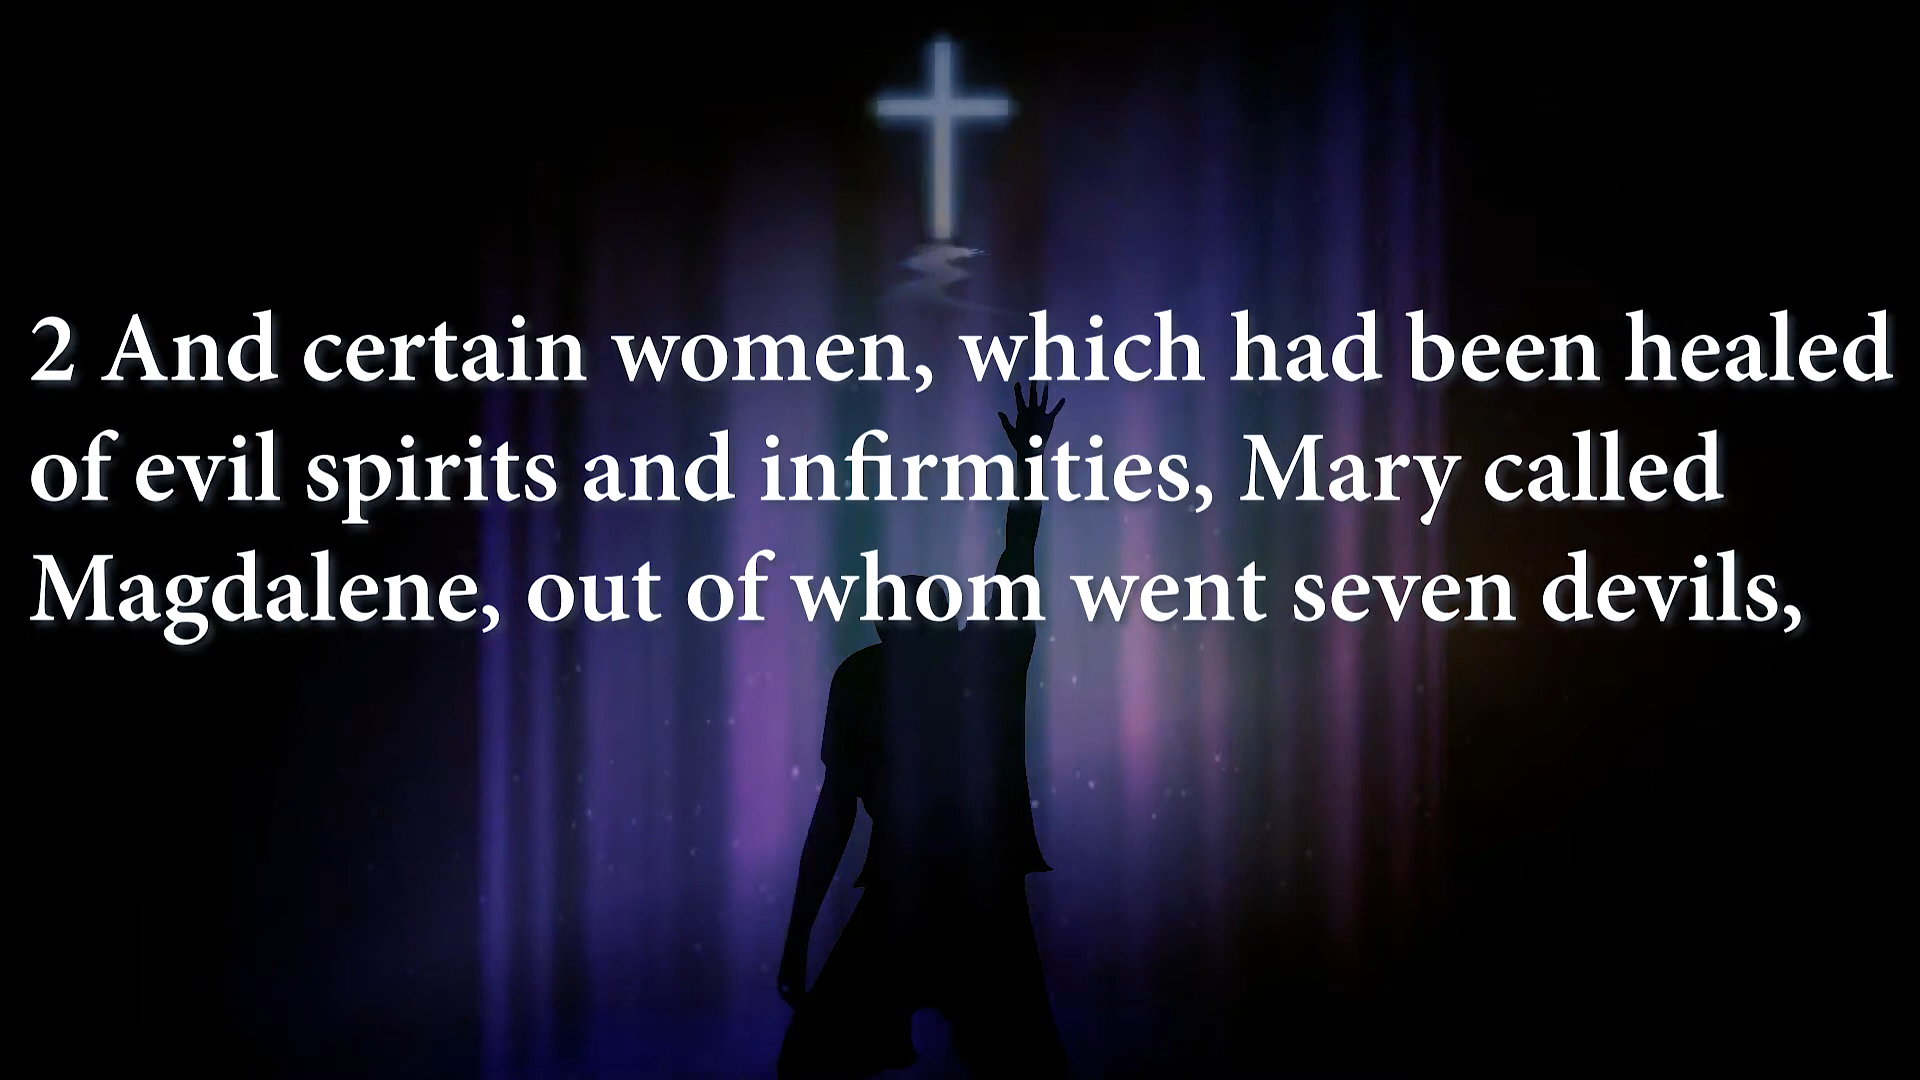 2 And certain women, which had been healed
of evil spirits and infirmities, Mary called
Magdalene, out of whom went seven devils,